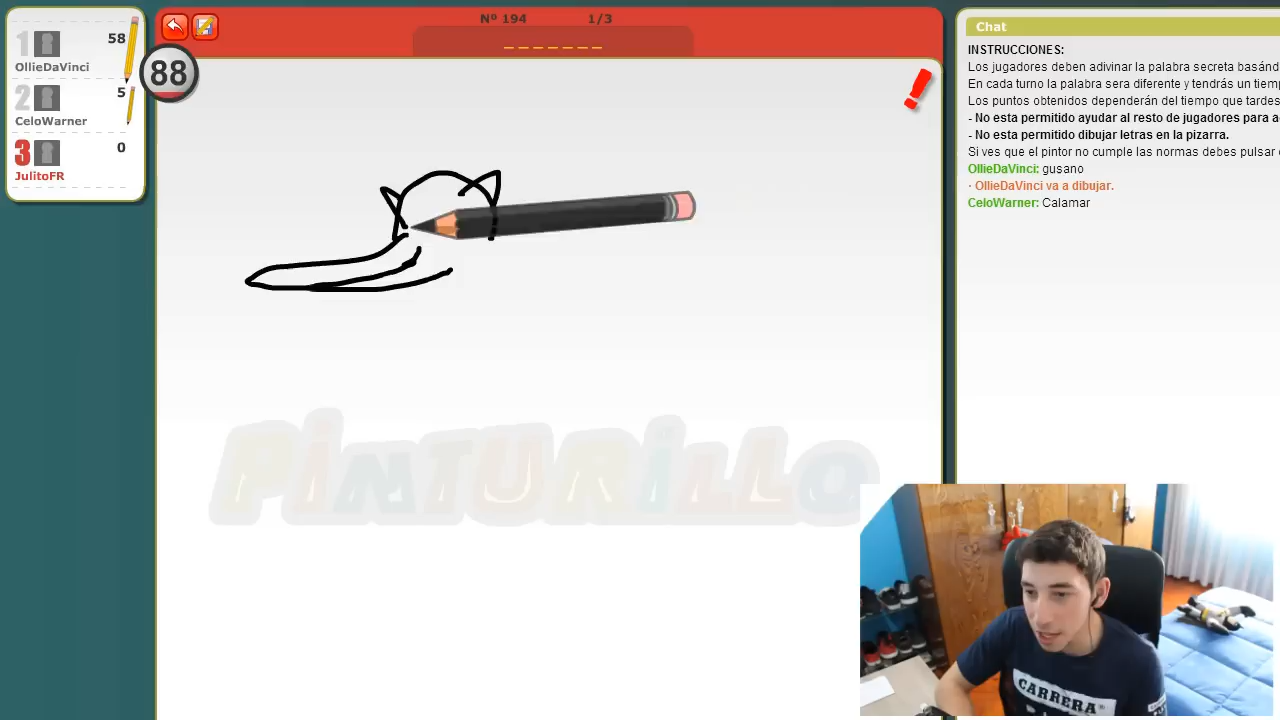 Nº 194 1/3
_ _ _ _ _ _ _
1 58
OllieDaVinci
2 5
CeloWarner
3 0
JulitoFR
88
!
PINTURILLO
Chat
INSTRUCCIONES:
Los jugadores deben adivinar la palabra secreta
En cada turno la palabra sera diferente y tendrás un
Los puntos obtenidos dependerán del tiempo que
- No esta permitido ayudar al resto de jugadores para
- No esta permitido dibujar letras en la pizarra.
Si ves que el pintor no cumple las normas debes pulsar
OllieDaVinci: gusano
· OllieDaVinci va a dibujar.
CeloWarner: Calamar
CARRERA